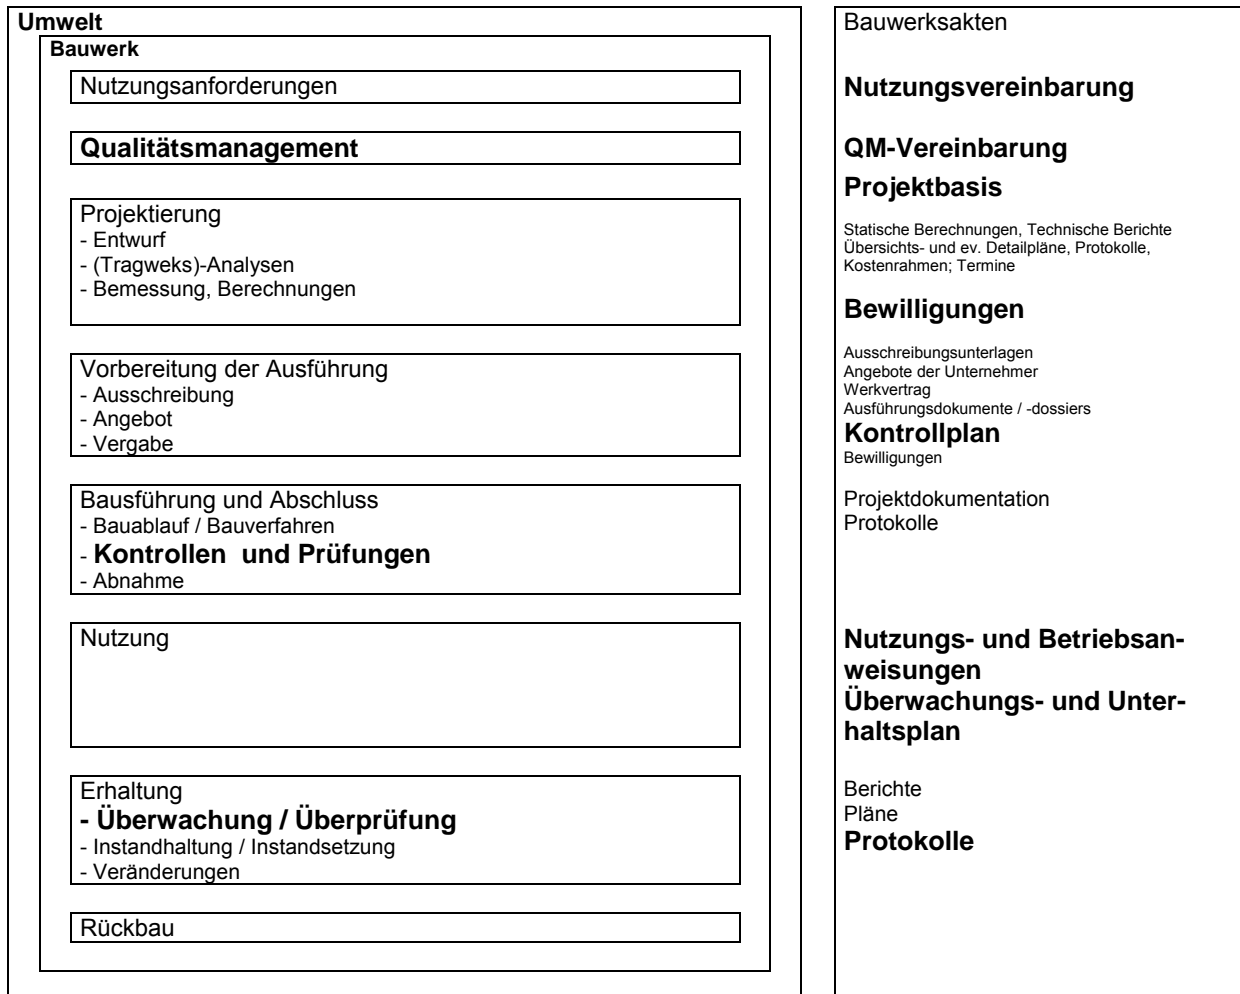 Umwelt
Bauwerk
Nutzungsanforderungen
Qualitätsmanagement
Projektierung
- Entwurf
- (Tragweks)-Analysen
- Bemessung, Berechnungen
Vorbereitung der Ausführung
- Ausschreibung
- Angebot
- Vergabe
Bausführung und Abschluss
- Bauablauf / Bauverfahren
- Kontrollen und Prüfungen
- Abnahme
Nutzung
Erhaltung
- Überwachung / Überprüfung
- Instandhaltung / Instandsetzung
- Veränderungen
Rückbau
Bauwerksakten
Nutzungsvereinbarung
QM-Vereinbarung
Projektbasis
Statische Berechnungen, Technische Berichte
Übersichts- und ev. Detailpläne, Protokolle,
Kostenrahmen; Termine
Bewilligungen
Ausschreibungsunterlagen
Angebote der Unternehmer
Werkvertrag
Ausführungsdokumente / -dossiers
Kontrollplan
Bewilligungen
Projektdokumentation
Protokolle
Nutzungs- und Betriebsan-
weisungen
Überwachungs- und Unter-
haltsplan
Berichte
Pläne
Protokolle